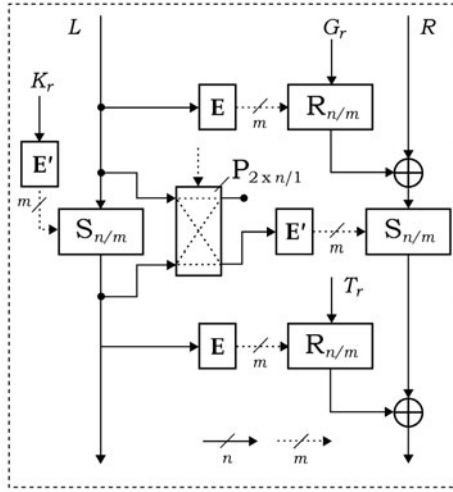 L
G_r
R
K_r
E
m
R_{n/m}
E'
P_{2 x n/1}
m
S_{n/m}
E'
m
S_{n/m}
T_r
E
m
R_{n/m}
n
m